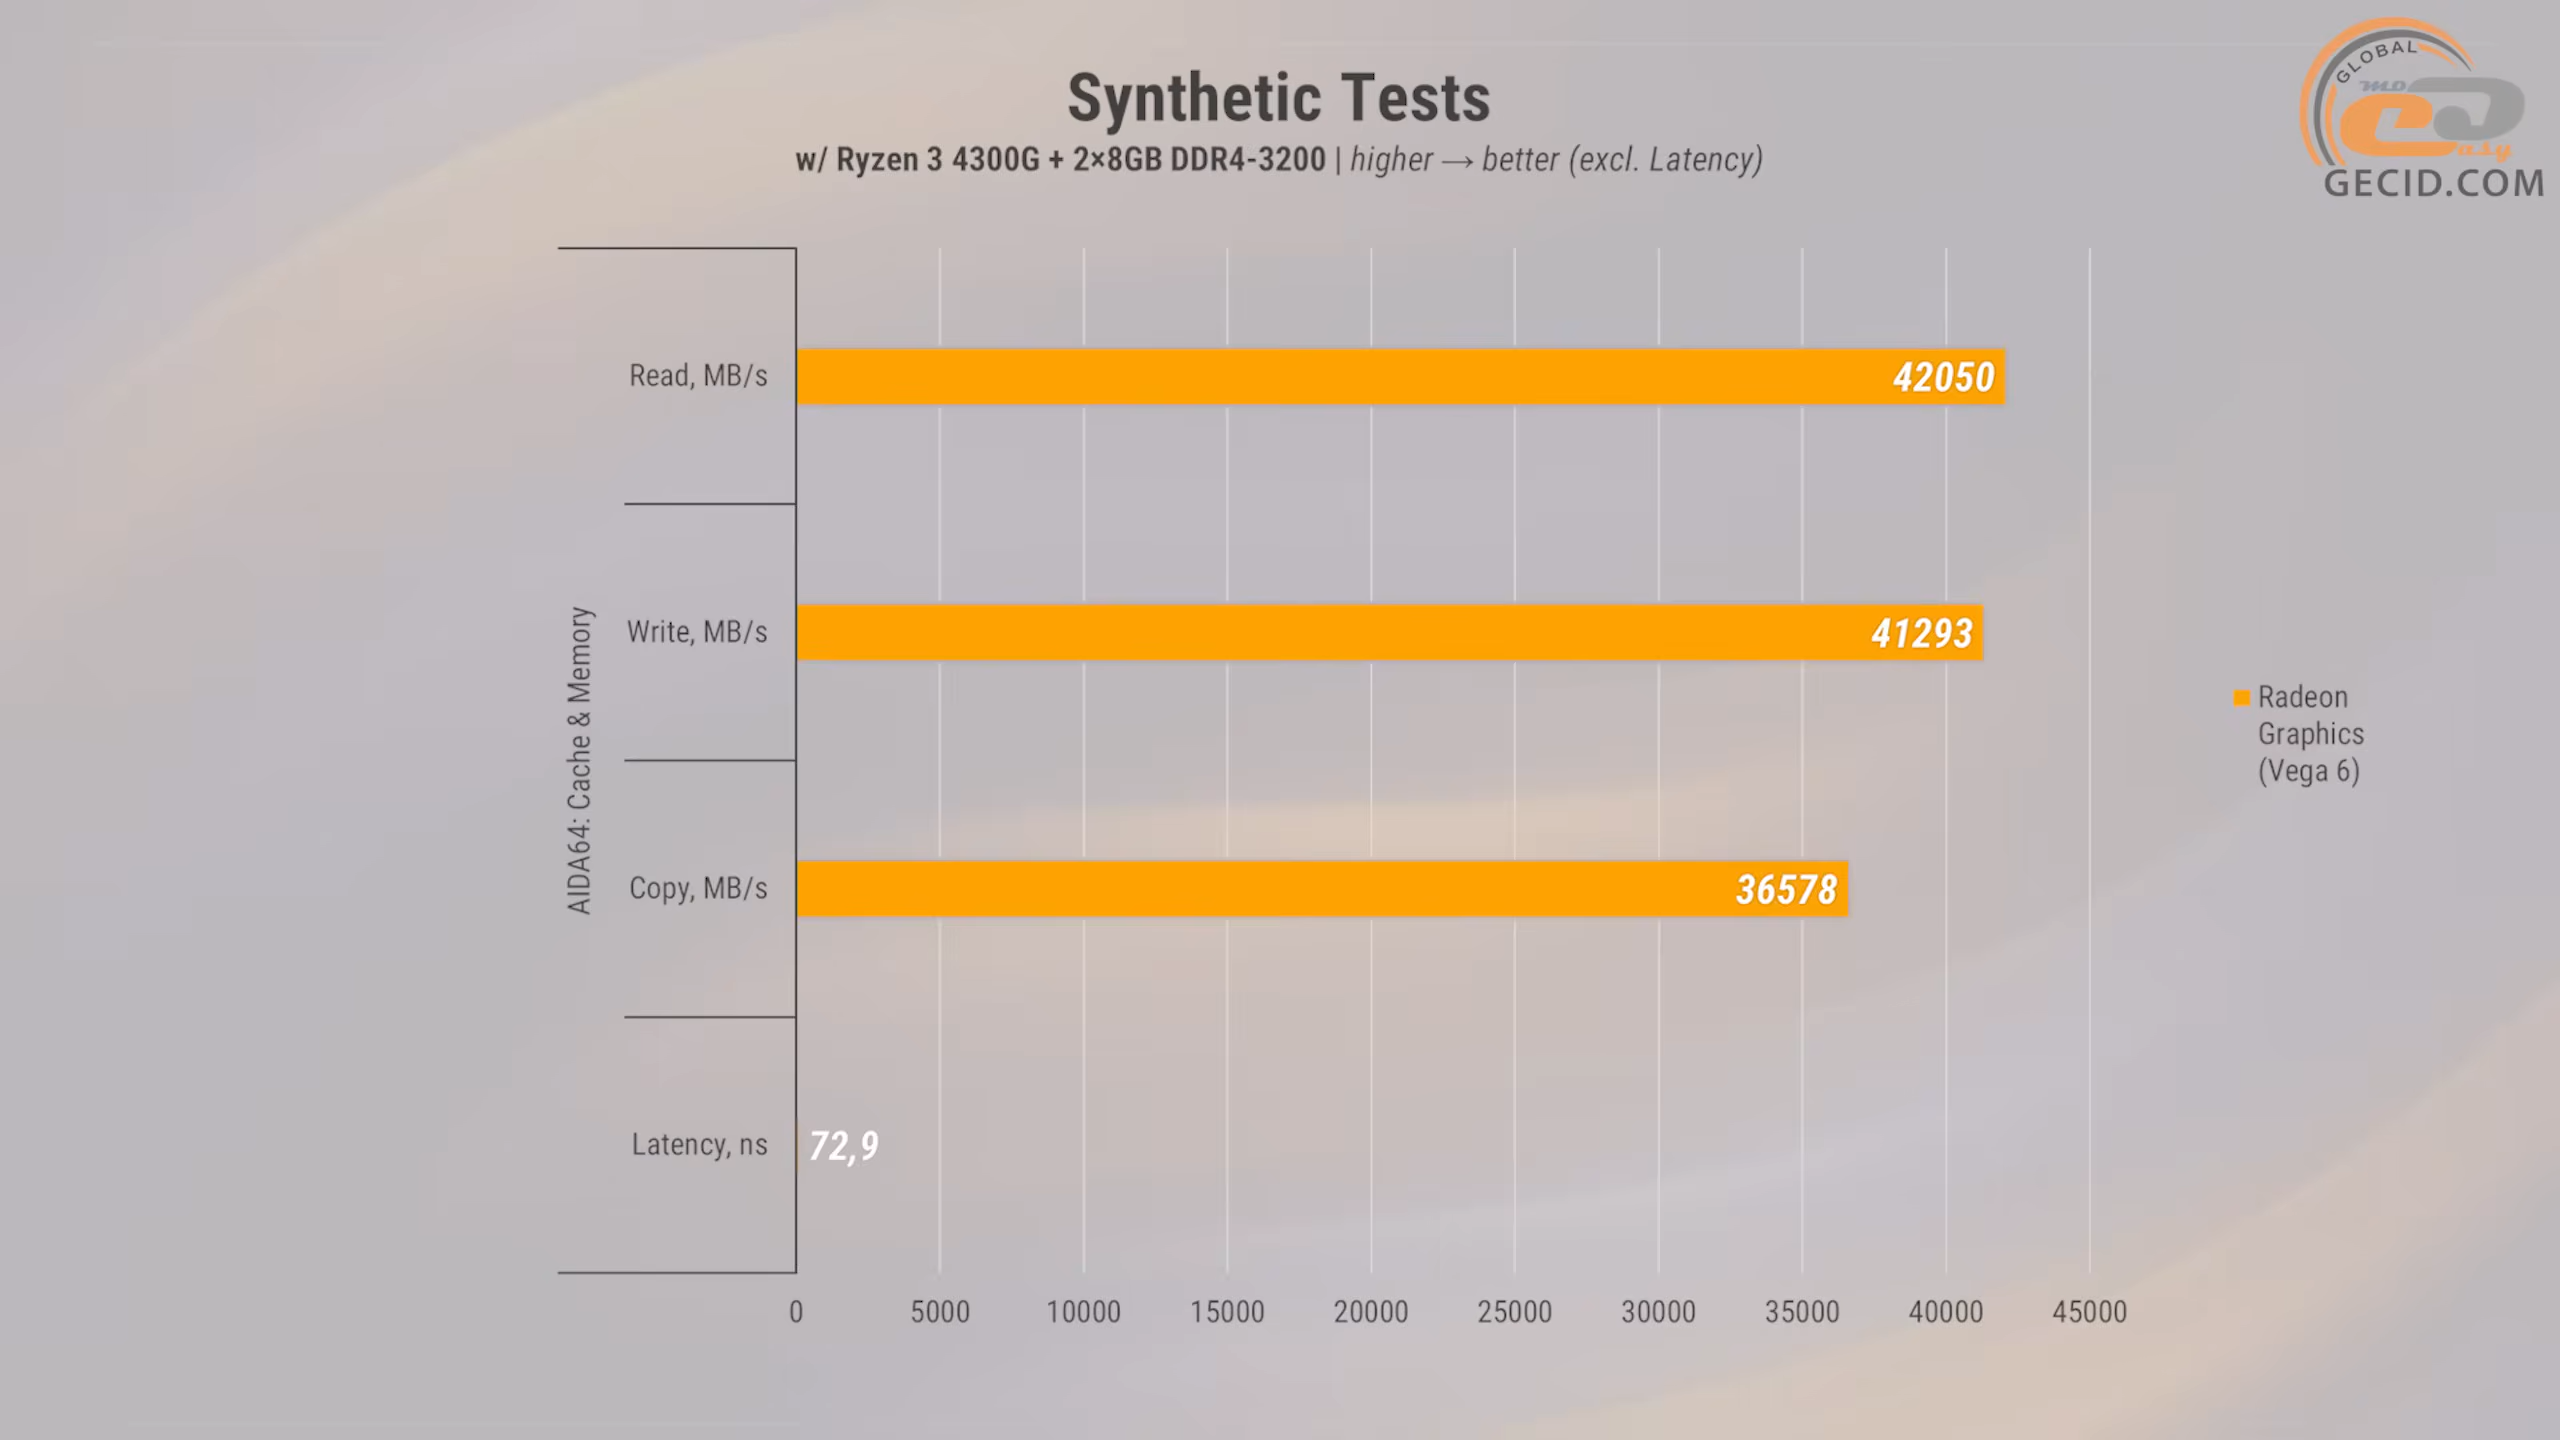 Synthetic Tests
w/ Ryzen 3 4300G + 2×8GB DDR4-3200 | higher → better (excl. Latency)
GLOBAL
MO
easy
GECID.COM
AIDA64: Cache & Memory
Read, MB/s
42050
Write, MB/s
41293
Copy, MB/s
36578
Latency, ns
72,9
Radeon
Graphics
(Vega 6)
0 5000 10000 15000 20000 25000 30000 35000 40000 45000